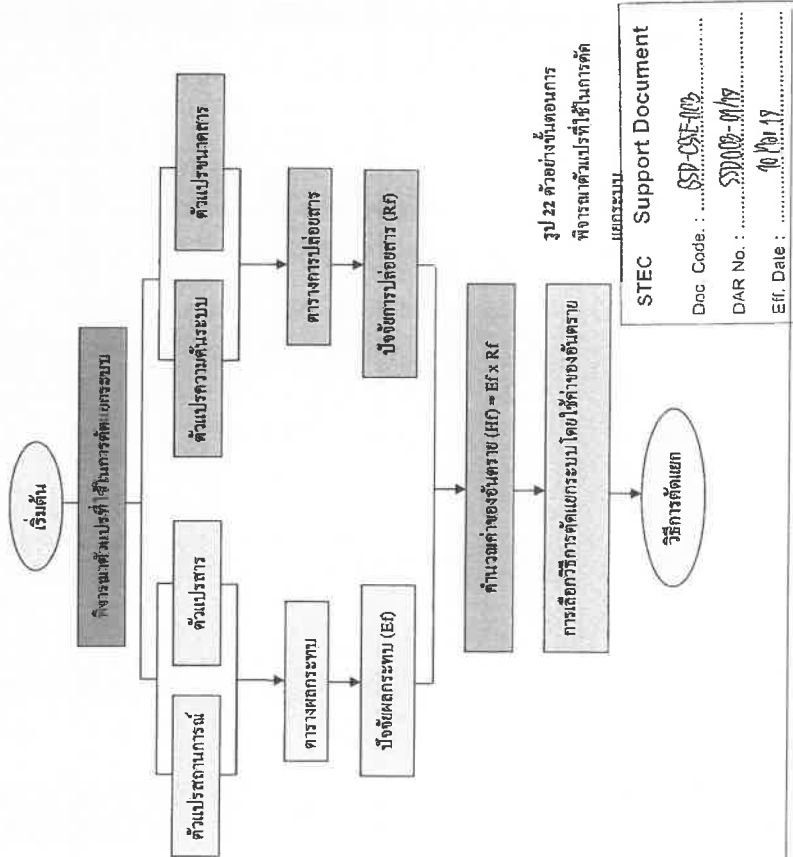 เริ่มต้น
พิจารณาตัวแปรที่ใช้ในการตัดแยกระบบ
ตัวแปรสถานการณ์
ตัวแปรสาร
ตัวแปรความดันระบบ
ตัวแปรขนาดสาร
ตารางผลกระทบ
ตารางการปล่อยสาร
ปัจจัยผลกระทบ (Ef)
ปัจจัยการปล่อยสาร (Rf)
คำนวณค่าของอันตราย (Hf) = Ef x Rf
การเลือกวิธีการตัดแยกระบบโดยใช้ค่าของอันตราย
วิธีการตัดแยก
รูป 22 ตัวอย่างขั้นตอนการ
พิจารณาตัวแปรที่ใช้ในการตัด
แยกระบบ
STEC Support Document
Doc. Code. : SSD-CSFE-003
DAR No. : SSD003-01/19
Eff. Date : 10 19